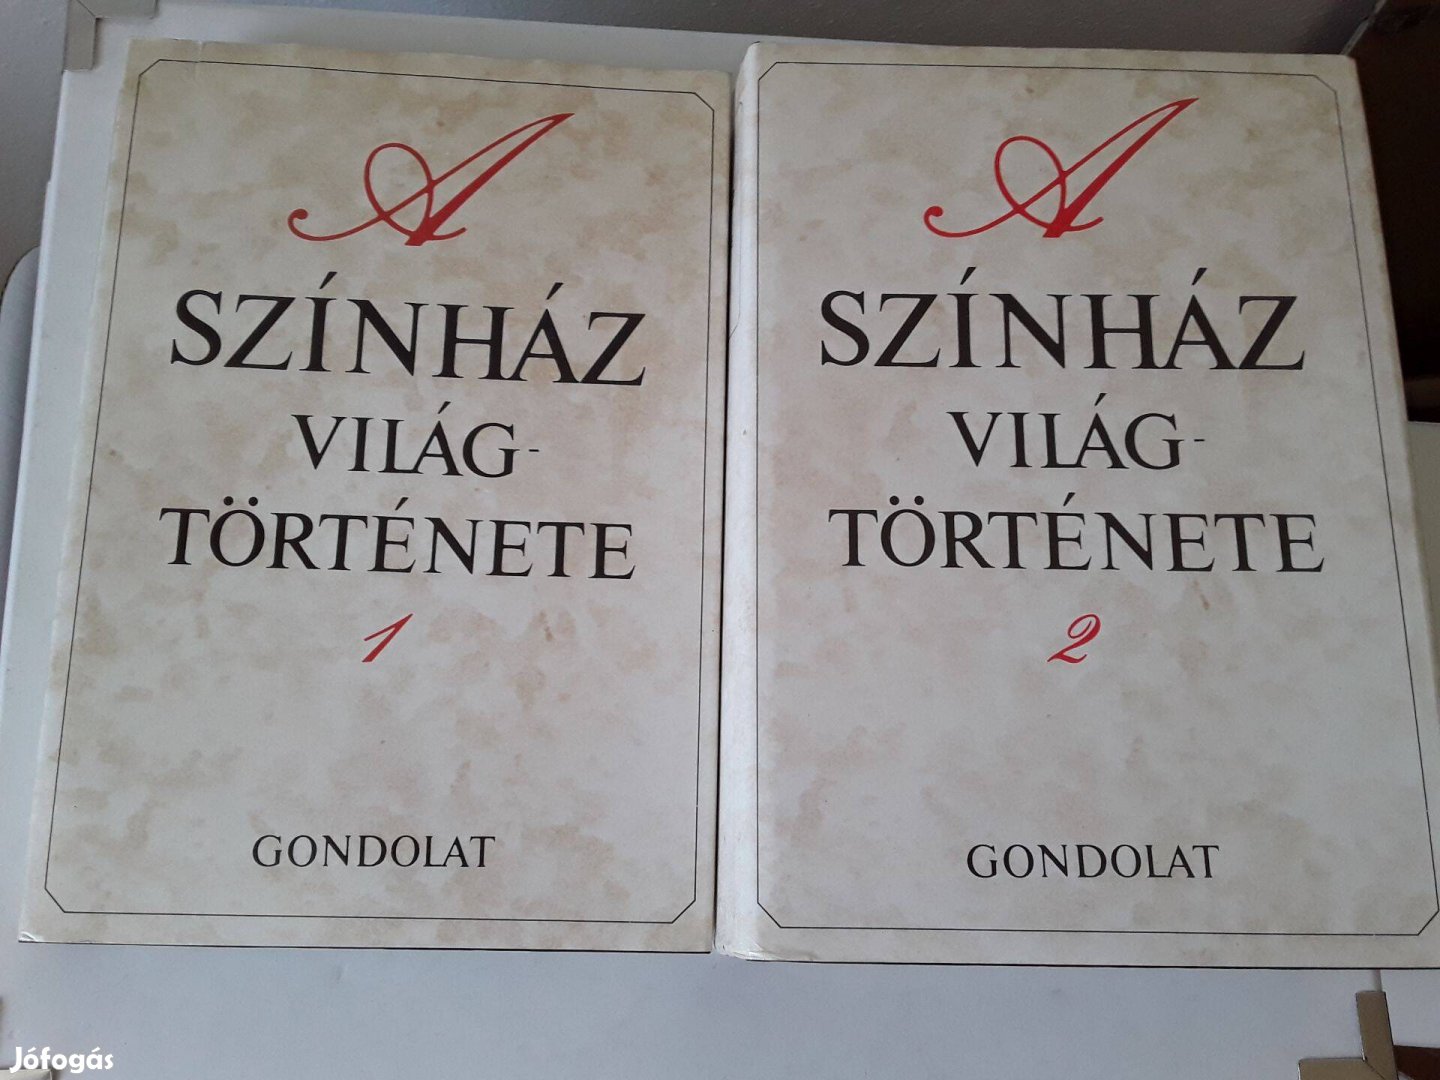 A
SZÍNHÁZ
VILÁG-
TÖRTÉNETE
1
GONDOLAT
A
SZÍNHÁZ
VILÁG-
TÖRTÉNETE
2
GONDOLAT
Jófogás